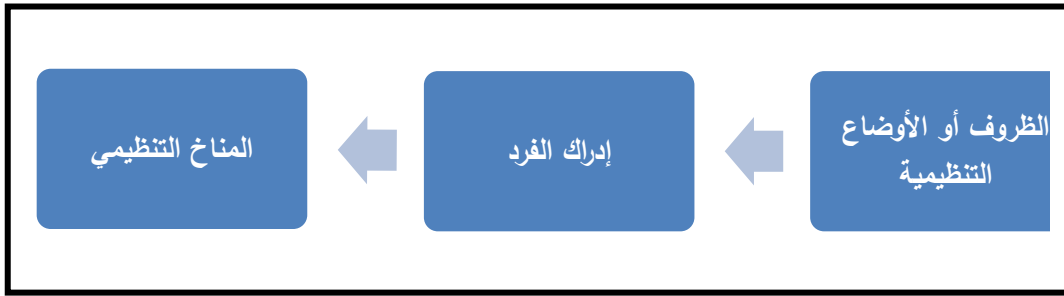 الظروف أو الأوضاع
التنظيمية
إدراك الفرد
المناخ التنظيمي